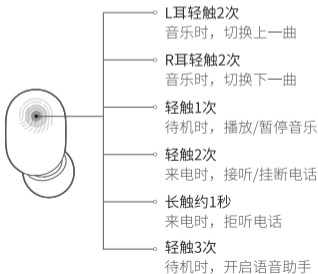 L耳轻触2次
音乐时，切换上一曲
R耳轻触2次
音乐时，切换下一曲
轻触1次
待机时，播放/暂停音乐
轻触2次
来电时，接听/挂断电话
长触约1秒
来电时，拒听电话
轻触3次
待机时，开启语音助手